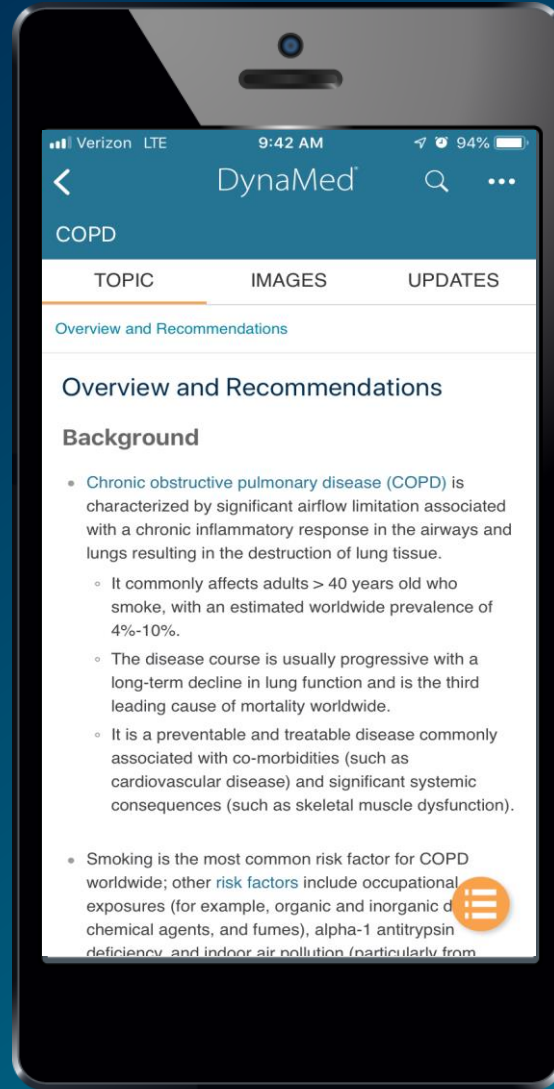 Verizon LTE 9:42 AM 94%
DynaMed
COPD
TOPIC IMAGES UPDATES
Overview and Recommendations
Overview and Recommendations
Background
• Chronic obstructive pulmonary disease (COPD) is
characterized by significant airflow limitation associated
with a chronic inflammatory response in the airways and
lungs resulting in the destruction of lung tissue.
◦ It commonly affects adults > 40 years old who
smoke, with an estimated worldwide prevalence of
4%-10%.
◦ The disease course is usually progressive with a
long-term decline in lung function and is the third
leading cause of mortality worldwide.
◦ It is a preventable and treatable disease commonly
associated with co-morbidities (such as
cardiovascular disease) and significant systemic
consequences (such as skeletal muscle dysfunction).
• Smoking is the most common risk factor for COPD
worldwide; other risk factors include occupational
exposures (for example, organic and inorganic
chemical agents, and fumes), alpha-1 antitrypsin
deficiency, and indoor air pollution (particularly from